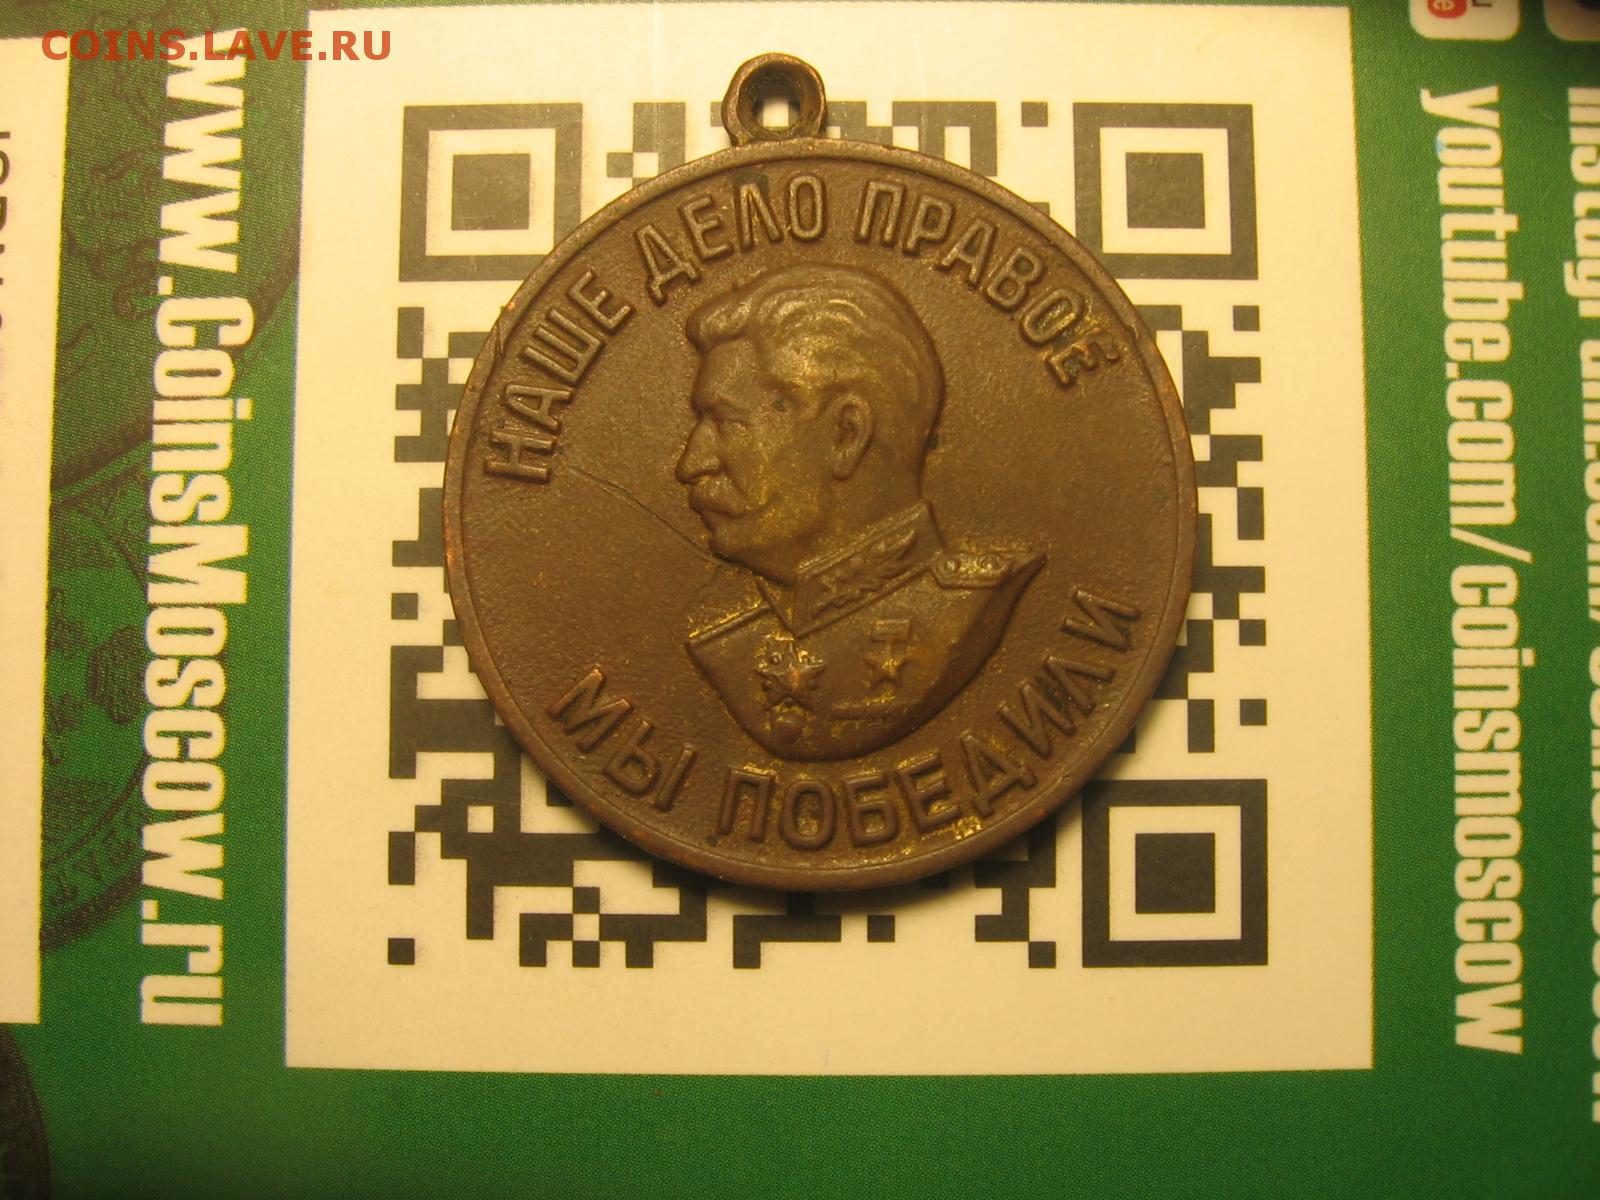 COINS.LAVE.RU
www.CoinsMoscow.ru
НАШЕ ДЕЛО ПРАВОЕ
МЫ ПОБЕДИЛИ
youtube.com/coinsmoscow